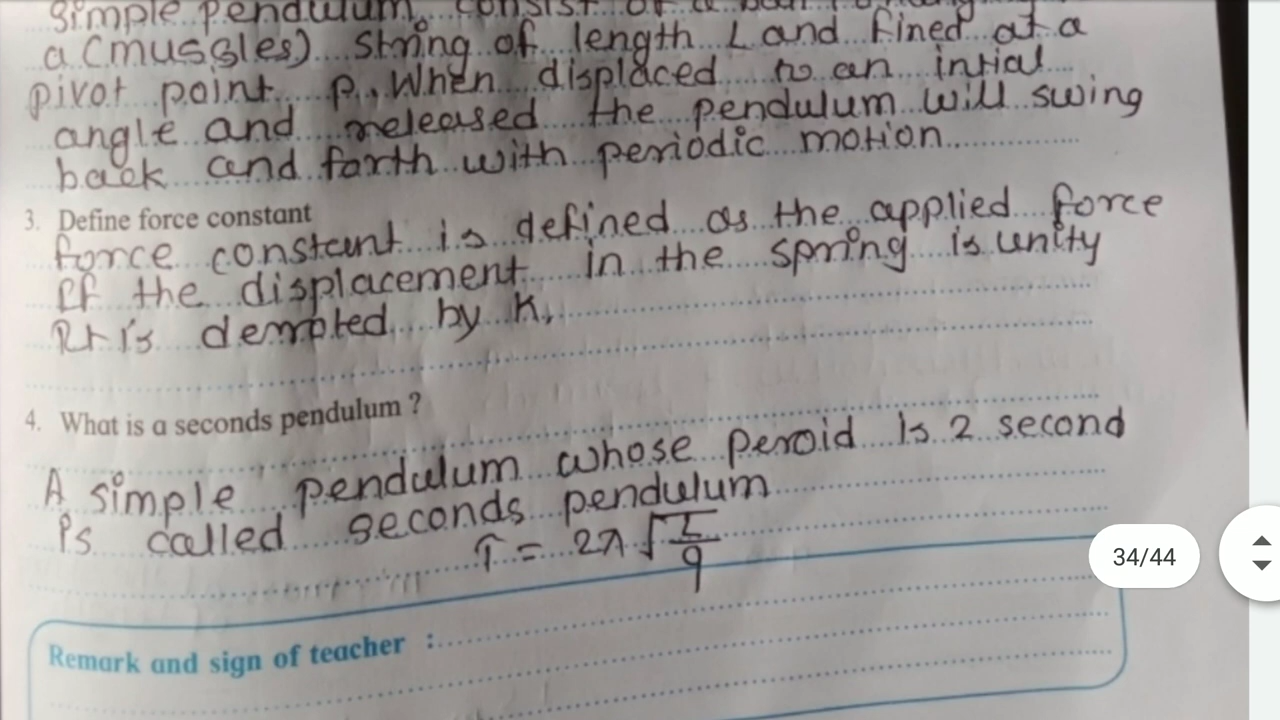 simple pendulum consist of a
a (mussles) string of length L and fined at a
pivot point, p. When displaced to an intial
angle and released the pendulum will swing
back and forth with periodic motion
3. Define force constant
force constant is defined as the applied force
If the displacement in the spring is unity
It is demoted by K.
4. What is a seconds pendulum ?
A simple pendulum whose peroid is 2 second
is called seconds pendulum
T = 2π √L/g
34/44
Remark and sign of teacher :